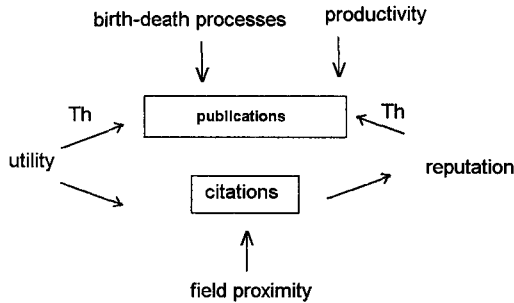 birth-death processes
productivity
Th
publications
Th
utility
reputation
citations
field proximity